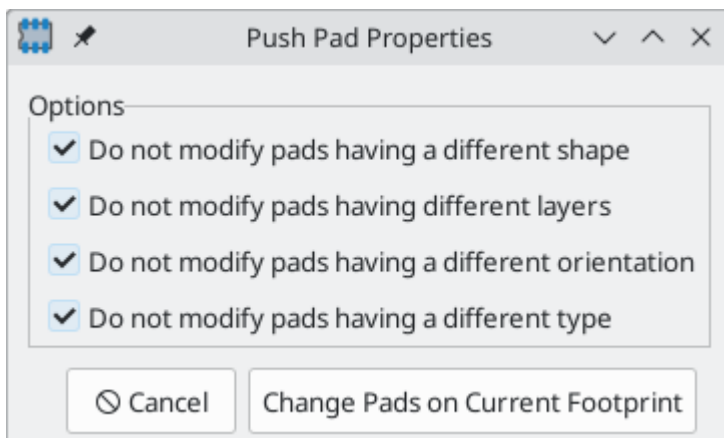 Push Pad Properties
Options
Do not modify pads having a different shape
Do not modify pads having different layers
Do not modify pads having a different orientation
Do not modify pads having a different type
Cancel
Change Pads on Current Footprint